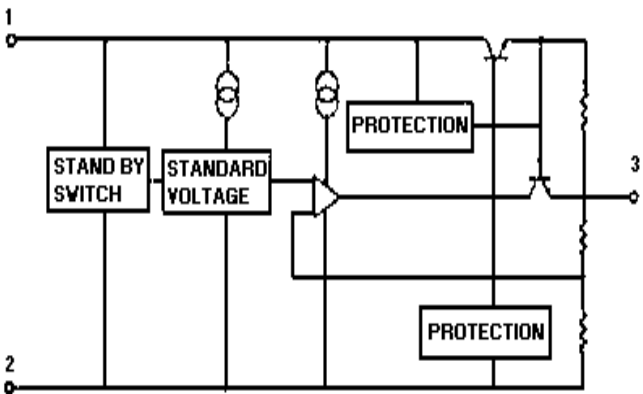 1
PROTECTION
STAND BY
SWITCH
STANDARD
VOLTAGE
3
PROTECTION
2